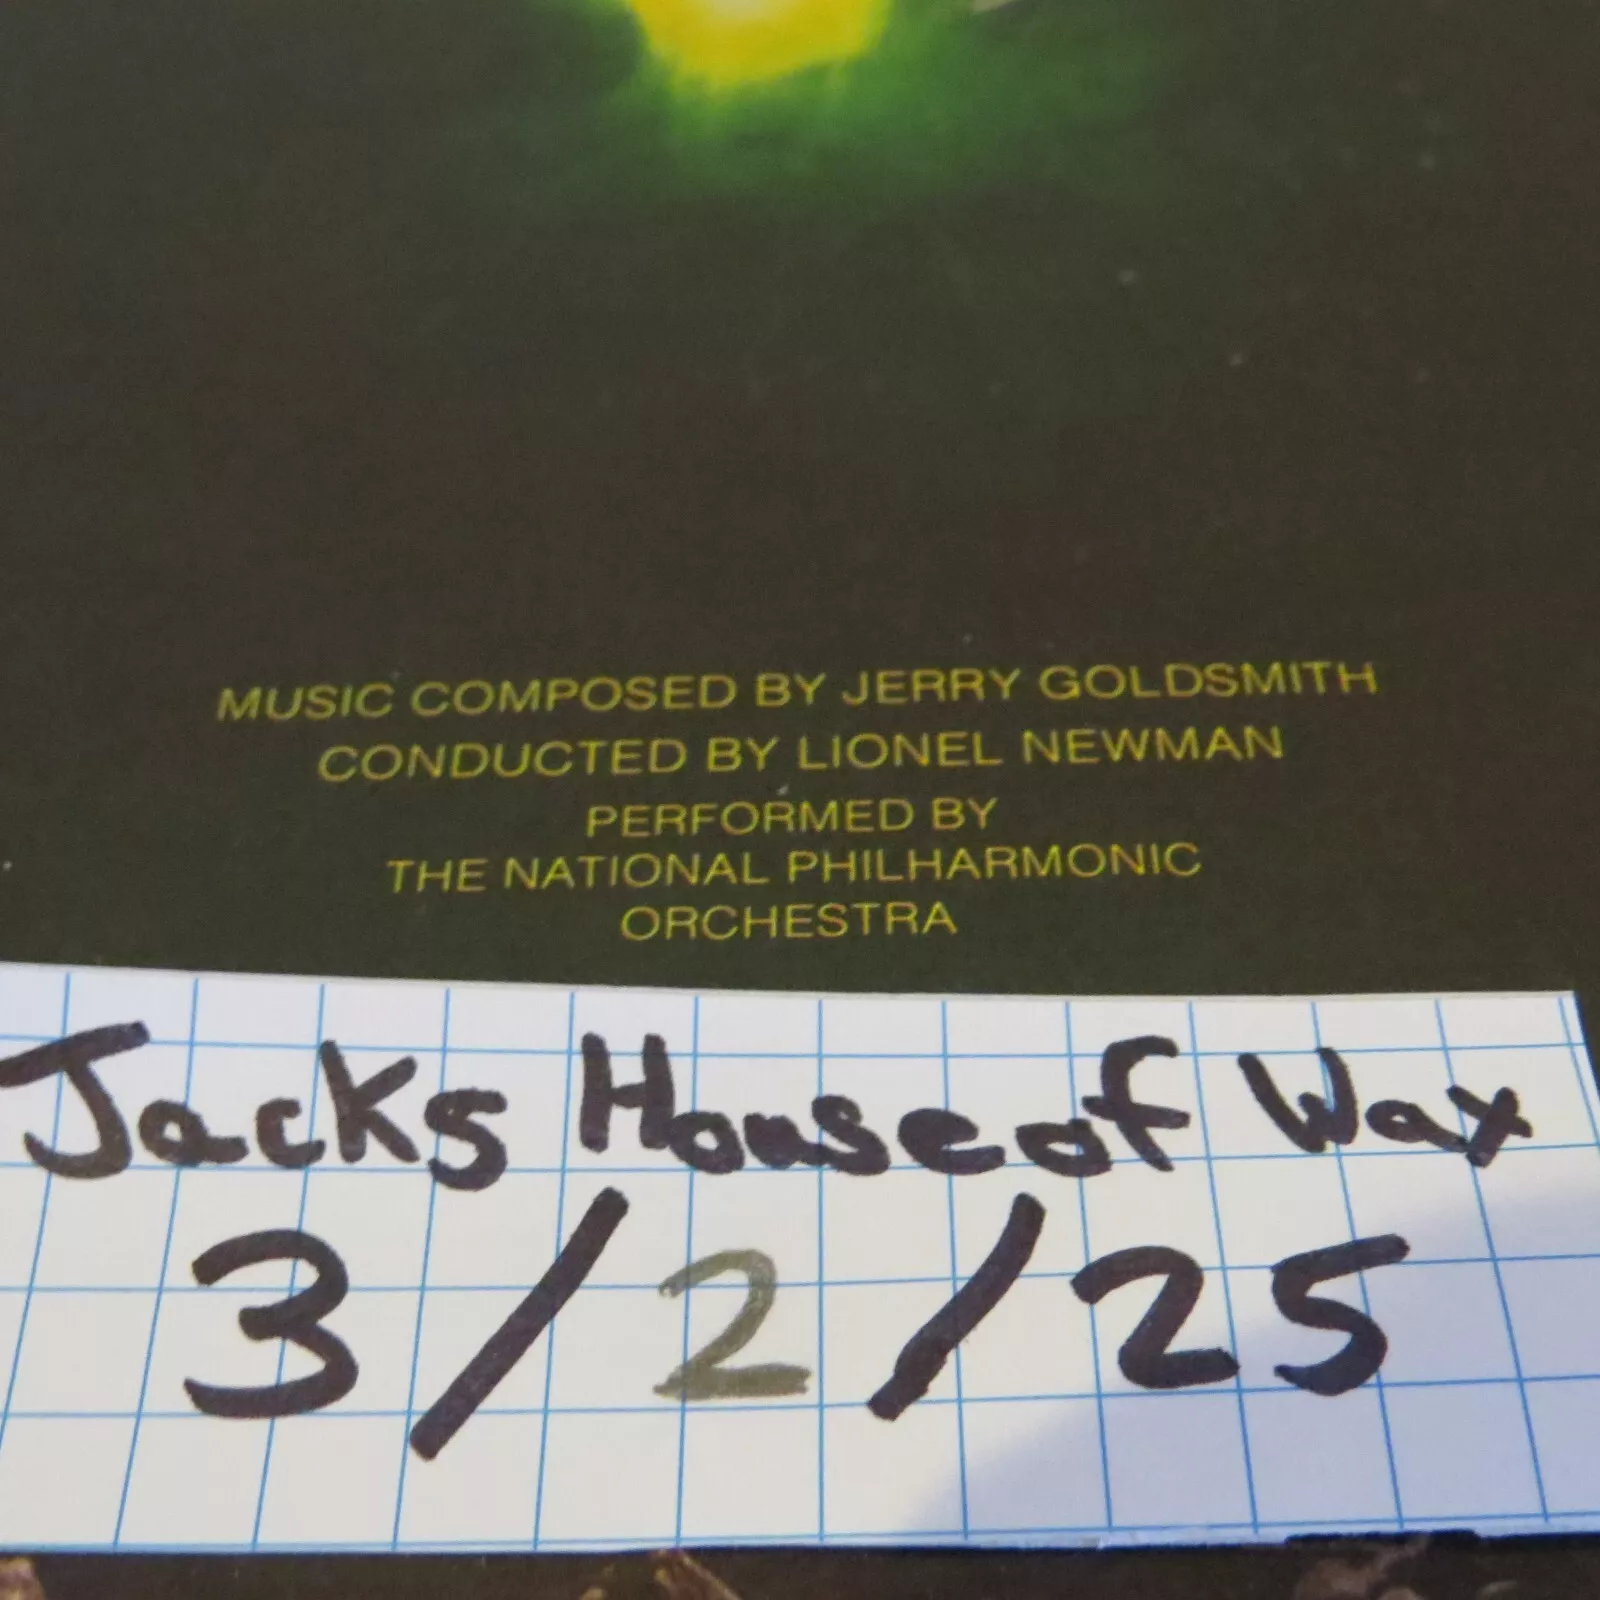 MUSIC COMPOSED BY JERRY GOLDSMITH
CONDUCTED BY LIONEL NEWMAN
PERFORMED BY
THE NATIONAL PHILHARMONIC
ORCHESTRA
Jacks House of Wax
3/2/25